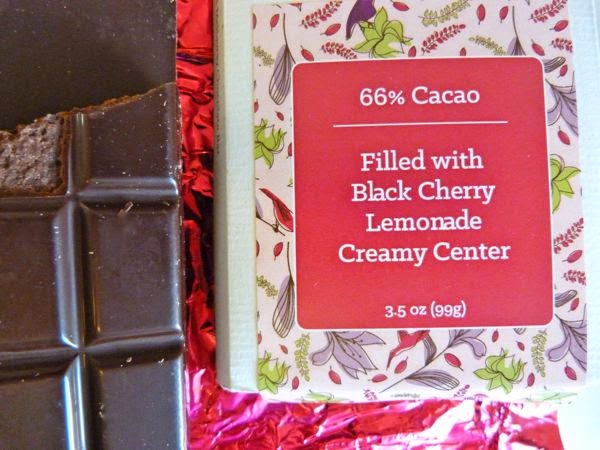 66% Cacao
Filled with
Black Cherry
Lemonade
Creamy Center
3.5 oz (99g)